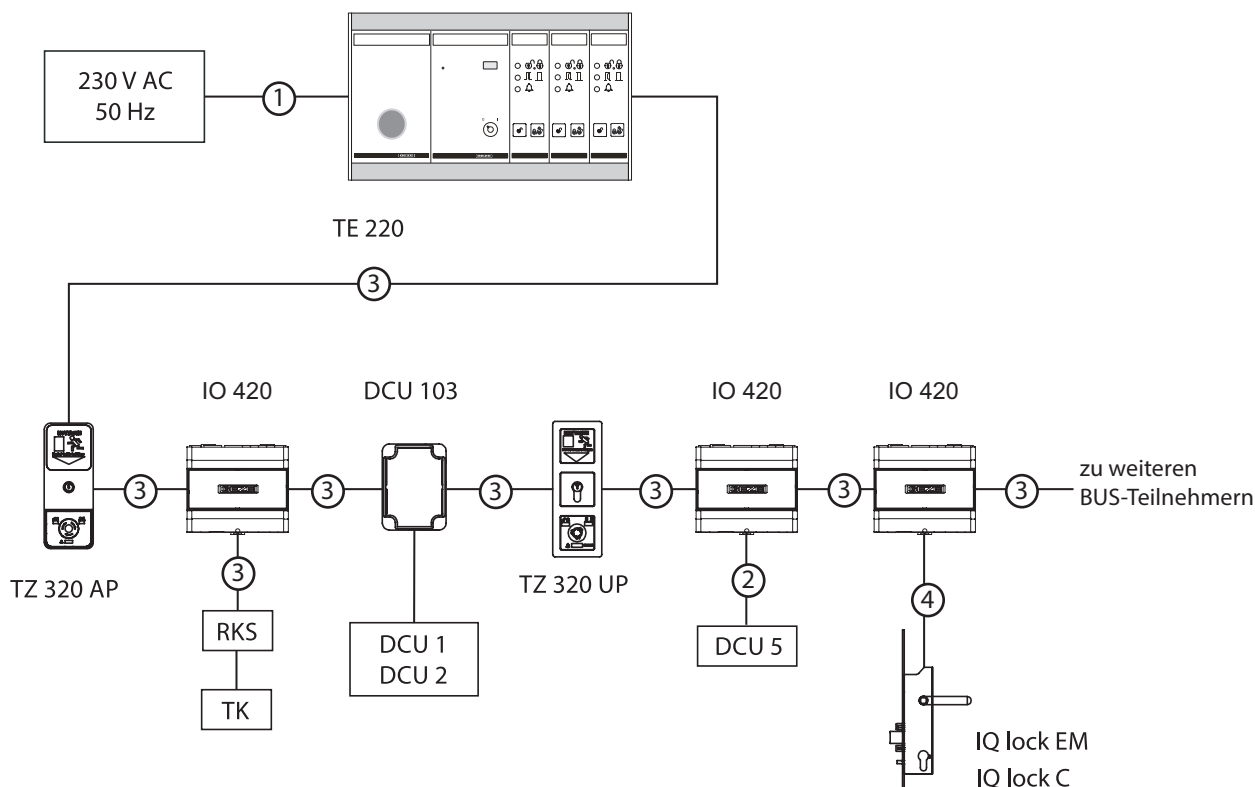 230 V AC
50 Hz
1
TE 220
3
IO 420
DCU 103
IO 420
IO 420
3
3
3
3
3
3
zu weiteren
BUS-Teilnehmern
TZ 320 AP
3
TZ 320 UP
2
4
RKS
DCU 1
DCU 2
DCU 5
TK
IQ lock EM
IQ lock C